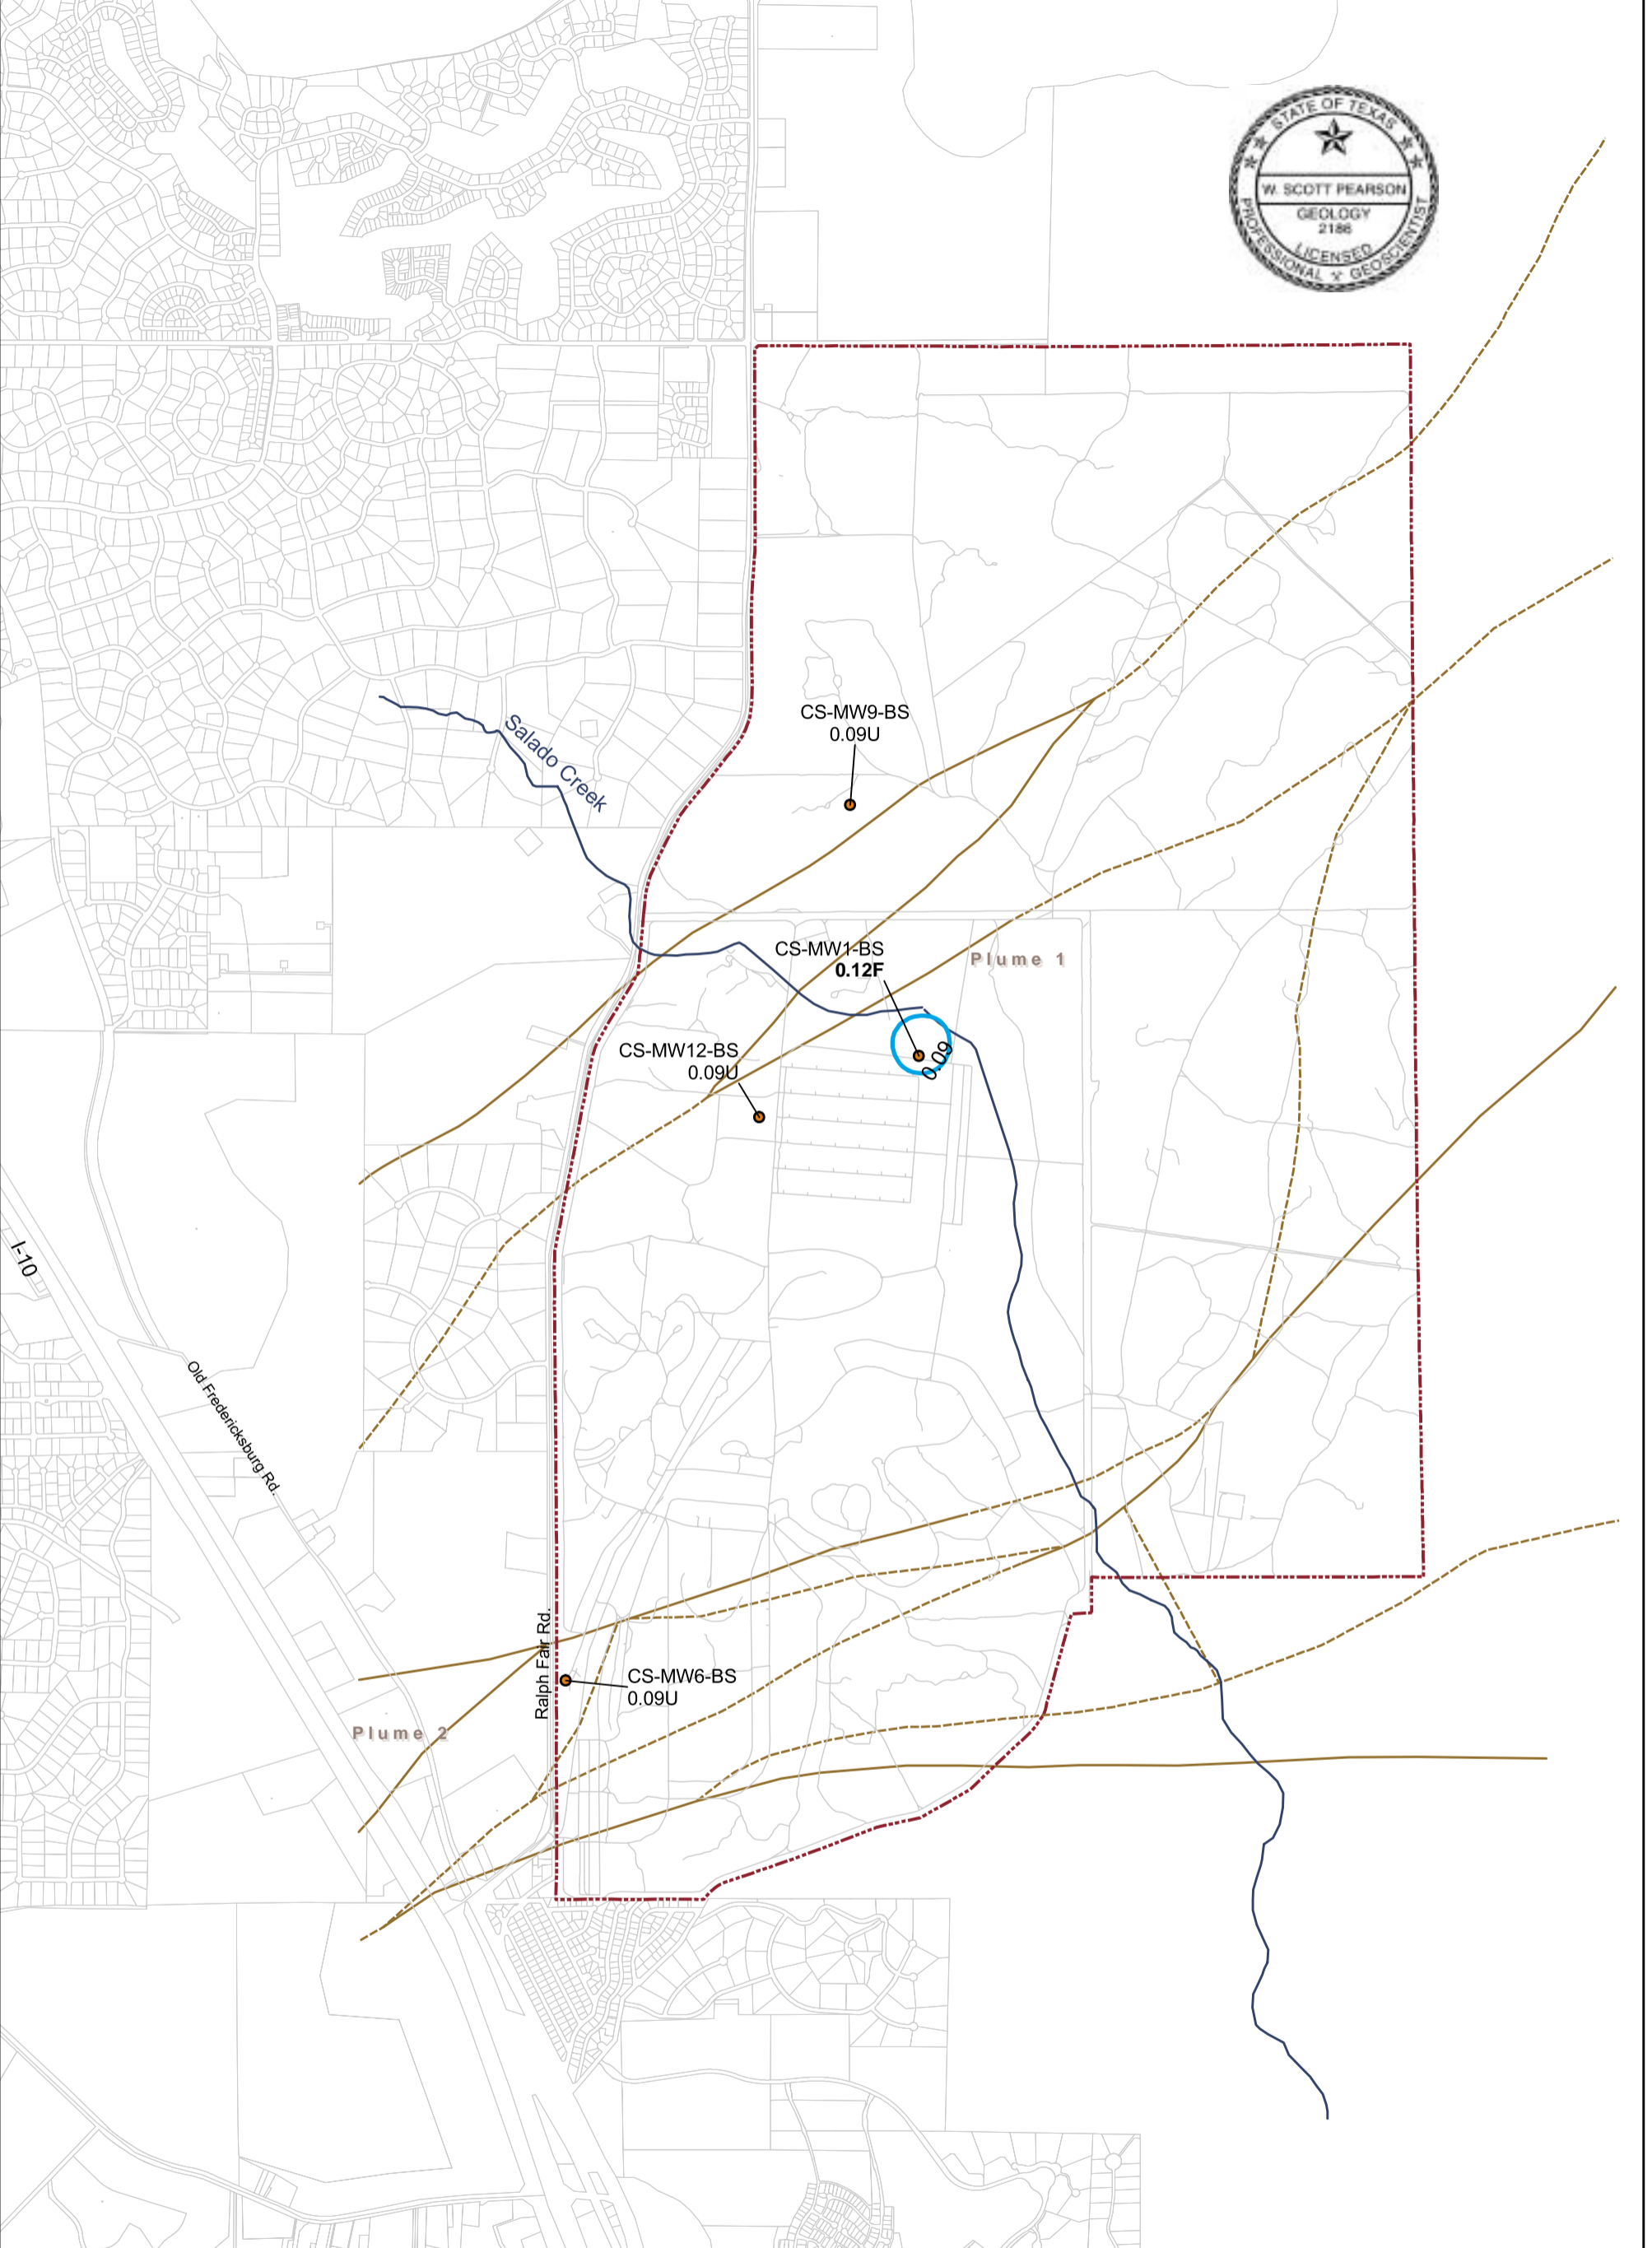 STATE OF TEXAS
W. SCOTT PEARSON
GEOLOGY
2186
LICENSED
PROFESSIONAL GEOSCIENTIST
CS-MW9-BS
0.09U
Salado Creek
CS-MW1-BS
0.12F
Plume 1
0.09
CS-MW12-BS
0.09U
I-10
Old Fredericksburg Rd.
Ralph Fair Rd.
CS-MW6-BS
0.09U
Plume 2